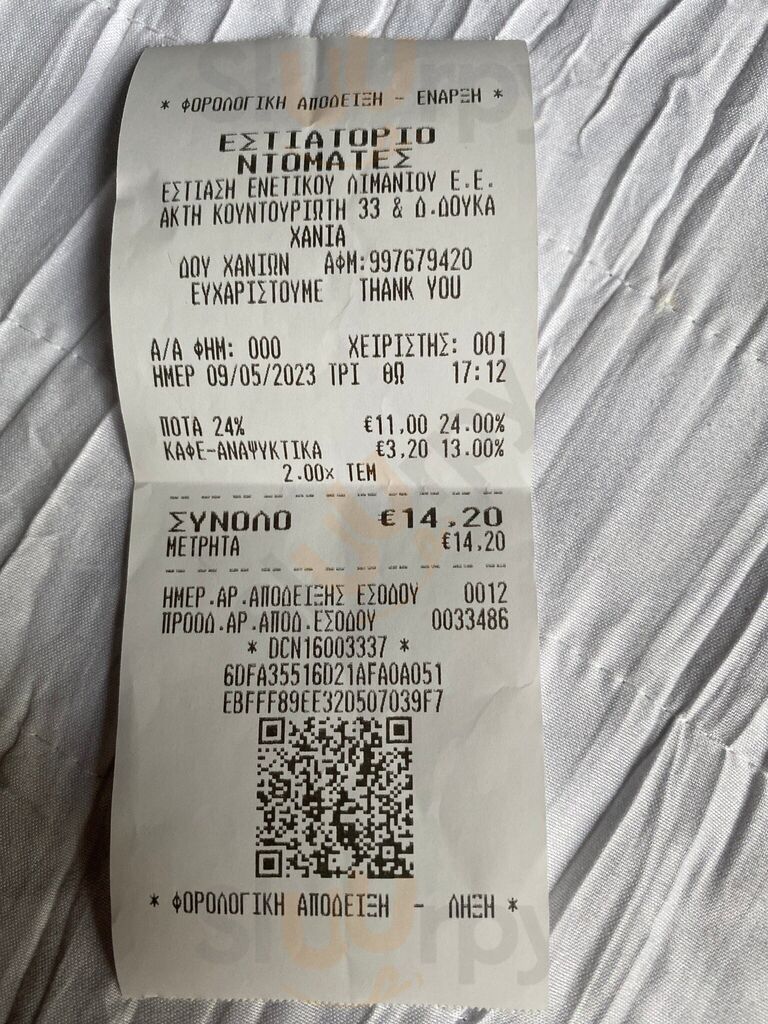 * ΦΟΡΟΛΟΓΙΚΗ ΑΠΟΔΕΙΞΗ - ΕΝΑΡΞΗ *
ΕΣΤΙΑΤΟΡΙΟ
ΝΤΟΜΑΤΕΣ
ΕΣΤΙΑΣΗ ΕΝΕΤΙΚΟΥ ΛΙΜΑΝΙΟΥ Ε.Ε.
ΑΚΤΗ ΚΟΥΝΤΟΥΡΙΩΤΗ 33 & Δ.ΔΟΥΚΑ
ΧΑΝΙΑ
ΔΟΥ ΧΑΝΙΩΝ ΑΦΜ:997679420
ΕΥΧΑΡΙΣΤΟΥΜΕ THANK YOU
Α/Α ΦΗΜ: 000 ΧΕΙΡΙΣΤΗΣ: 001
ΗΜΕΡ 09/05/2023 ΤΡΙ ΘΩ 17:12
ΠΟΤΑ 24% €11,00 24.00%
ΚΑΦΕ-ΑΝΑΨΥΚΤΙΚΑ €3,20 13.00%
2.00x ΤΕΜ
ΣΥΝΟΛΟ €14,20
ΜΕΤΡΗΤΑ €14,20
ΗΜΕΡ.ΑΡ.ΑΠΟΔΕΙΞΗΣ ΕΣΟΔΟΥ 0012
ΠΡΟΟΔ.ΑΡ.ΑΠΟΔ.ΕΣΟΔΟΥ 0033486
* DCN16003337 *
6DFA35516D21AFA0A051
EBFFF89EE32D507039F7
* ΦΟΡΟΛΟΓΙΚΗ ΑΠΟΔΕΙΞΗ - ΛΗΞΗ *
sluurpy